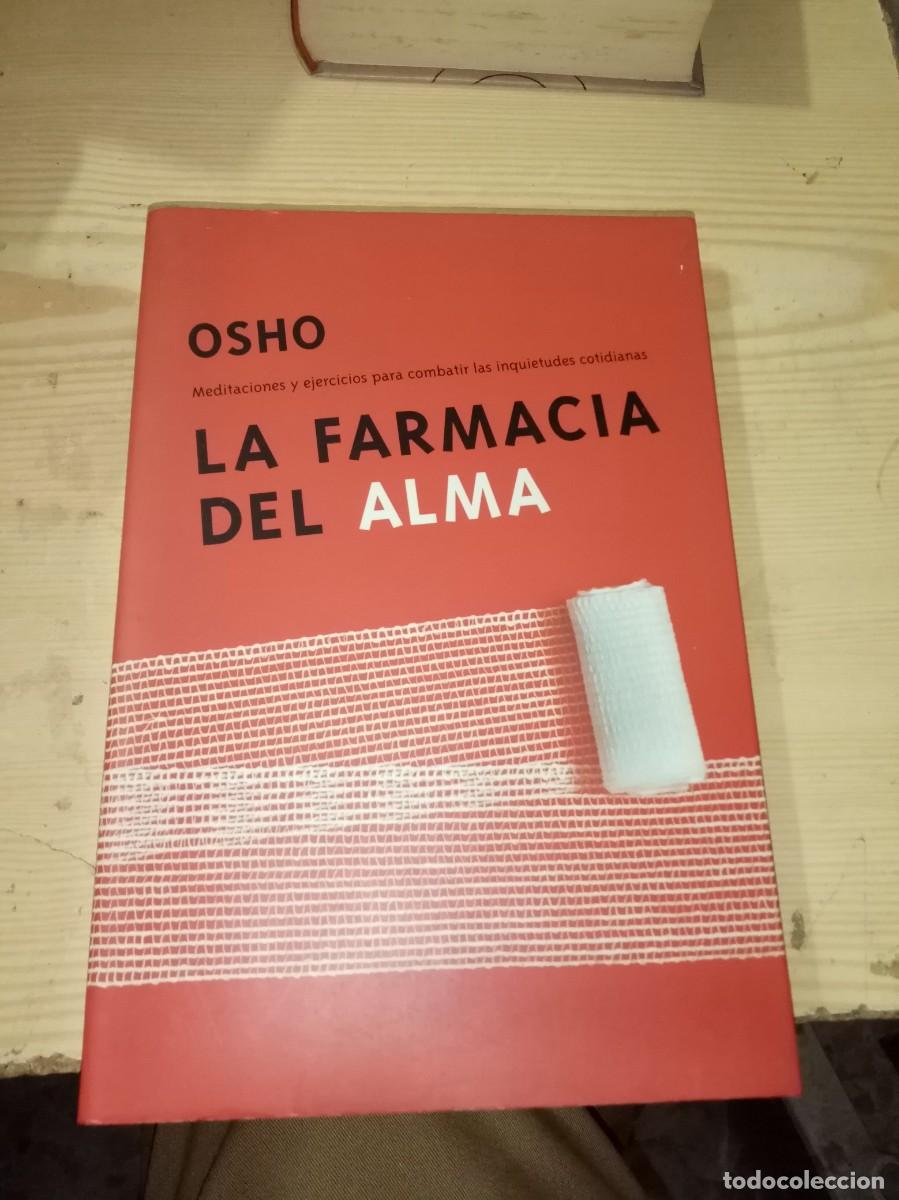 OSHO
Meditaciones y ejercicios para combatir las inquietudes cotidianas
LA FARMACIA
DEL ALMA
todocoleccion